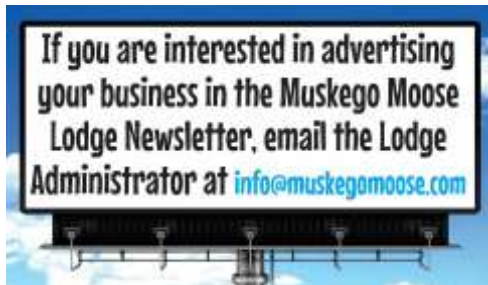 If you are interested in advertising
your business in the Muskego Moose
Lodge Newsletter, email the Lodge
Administrator at info@muskegomoose.com